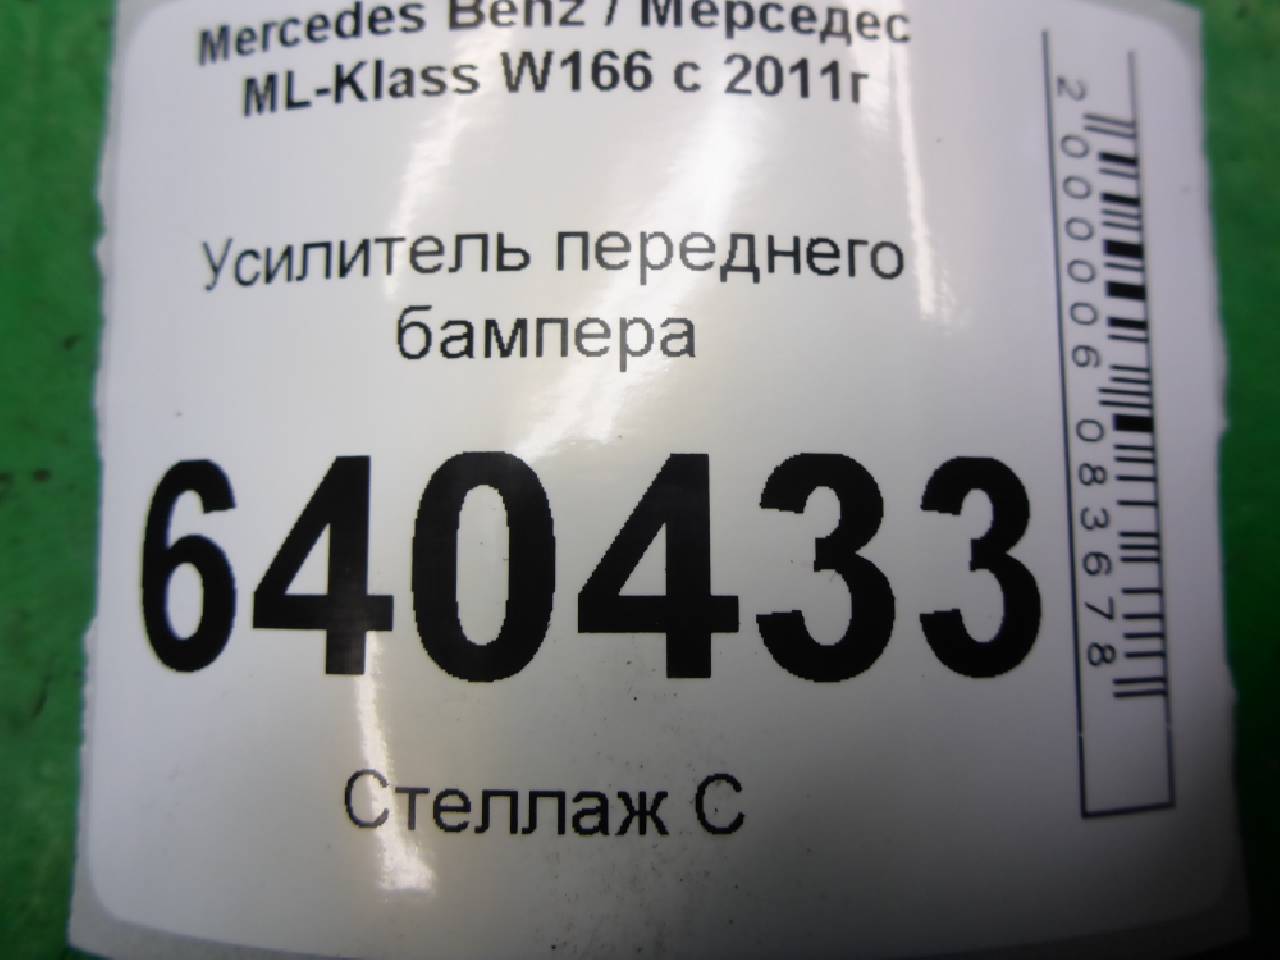 Mercedes Benz / Мерседес
ML-Klass W166 с 2011г
Усилитель переднего
бампера
640433
Стеллаж С
2000006083678